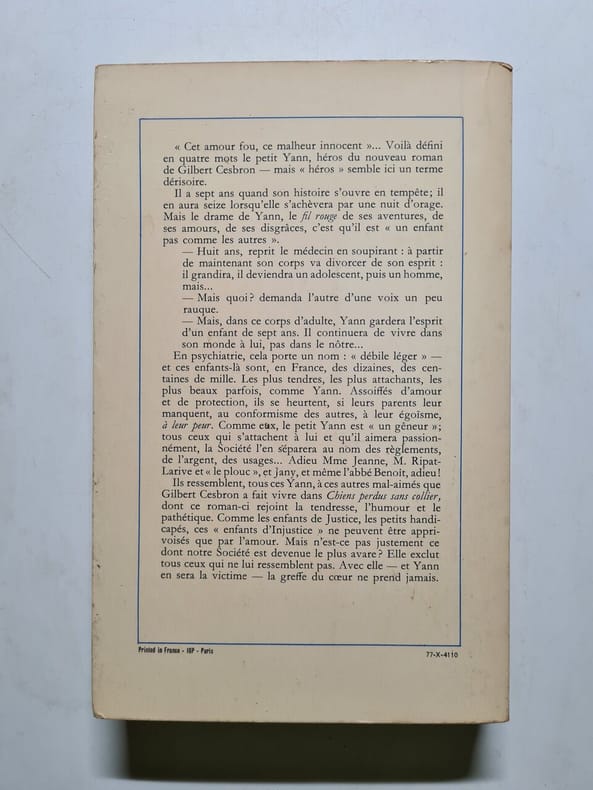 « Cet amour fou, ce malheur innocent »... Voilà défini
en quatre mots le petit Yann, héros du nouveau roman
de Gilbert Cesbron — mais « héros » semble ici un terme
dérisoire.
Il a sept ans quand son histoire s'ouvre en tempête; il
en aura seize lorsqu'elle s'achèvera par une nuit d'orage.
Mais le drame de Yann, le fil rouge de ses aventures, de
ses amours, de ses disgrâces, c'est qu'il est « un enfant
pas comme les autres ».
— Huit ans, reprit le médecin en soupirant : à partir
de maintenant son corps va divorcer de son esprit :
il grandira, il deviendra un adolescent, puis un homme,
mais...
— Mais quoi? demanda l'autre d'une voix un peu
rauque.
— Mais, dans ce corps d'adulte, Yann gardera l'esprit
d'un enfant de sept ans. Il continuera de vivre dans
son monde à lui, pas dans le nôtre...
En psychiatrie, cela porte un nom : « débile léger » —
et ces enfants-là sont, en France, des dizaines, des cen-
taines de mille. Les plus tendres, les plus attachants, les
plus beaux parfois, comme Yann. Assoiffés d'amour
et de protection, ils se heurtent, si leurs parents leur
manquent, au conformisme des autres, à leur égoïsme,
à leur peur. Comme eux, le petit Yann est « un gêneur »;
tous ceux qui s'attachent à lui et qu'il aimera passion-
nément, la Société l'en séparera au nom des règlements,
de l'argent, des usages... Adieu Mme Jeanne, M. Ripat-
Larive et « le plouc », et Jany, et même l'abbé Benoît, adieu!
Ils ressemblent, tous ces Yann, à ces autres mal-aimés que
Gilbert Cesbron a fait vivre dans Chiens perdus sans collier,
dont ce roman-ci rejoint la tendresse, l'humour et le
pathétique. Comme les enfants de Justice, les petits handi-
capés, ces « enfants d'Injustice » ne peuvent être appri-
voisés que par l'amour. Mais n'est-ce pas justement ce
dont notre Société est devenue le plus avare? Elle exclut
tous ceux qui ne lui ressemblent pas. Avec elle — et Yann
en sera la victime — la greffe du cœur ne prend jamais.
Printed in France - IGP - Paris
77-X-4110